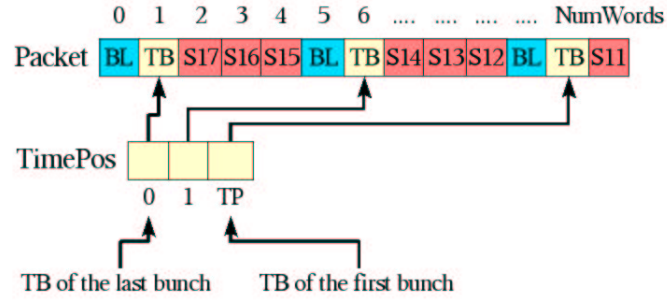 0 1 2 3 4 5 6 .... .... .... .... NumWords
Packet BL TB S17 S16 S15 BL TB S14 S13 S12 BL TB S11
TimePos
0 1 TP
TB of the last bunch TB of the first bunch